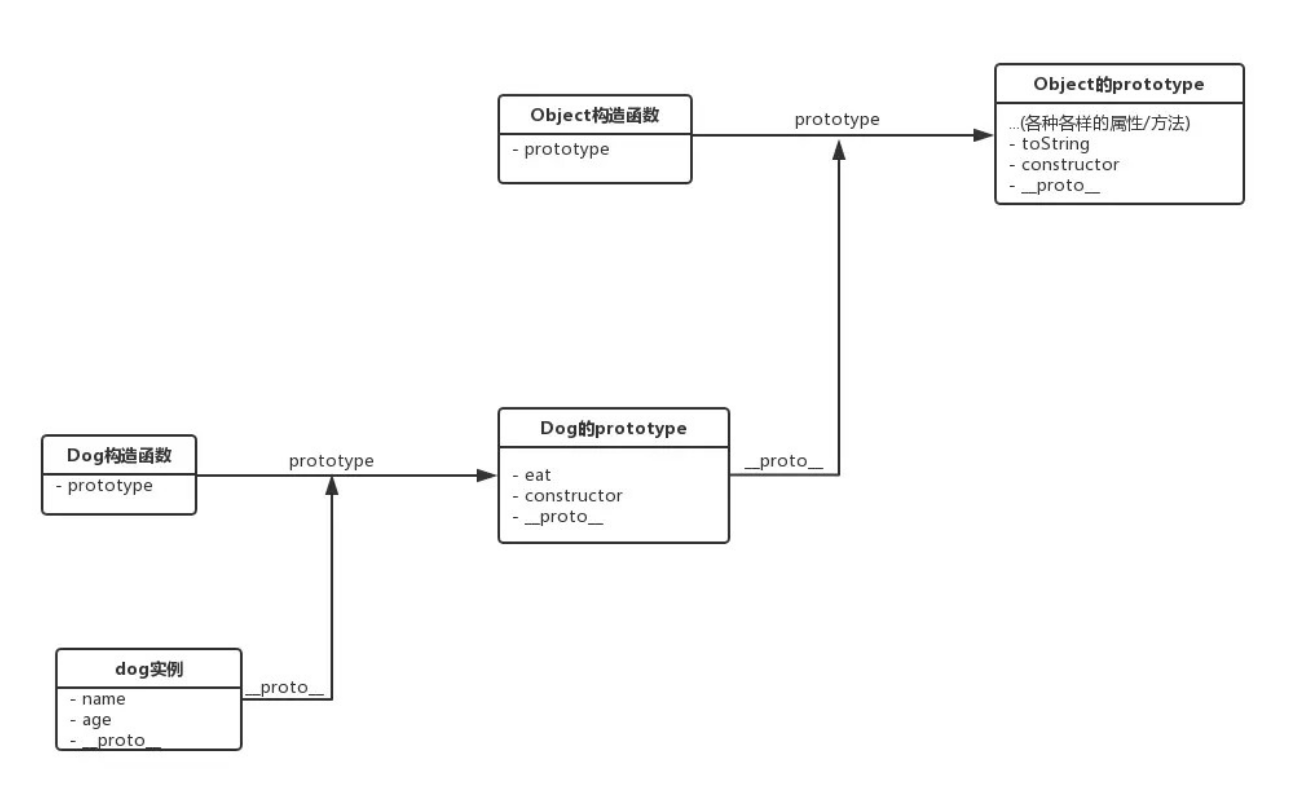 Object的prototype
...(各种各样的属性/方法)
- toString
- constructor
- __proto__
Object构造函数
- prototype
prototype
Dog的prototype
- eat
- constructor
- __proto__
__proto__
Dog构造函数
- prototype
prototype
dog实例
- name
- age
- __proto__
__proto__